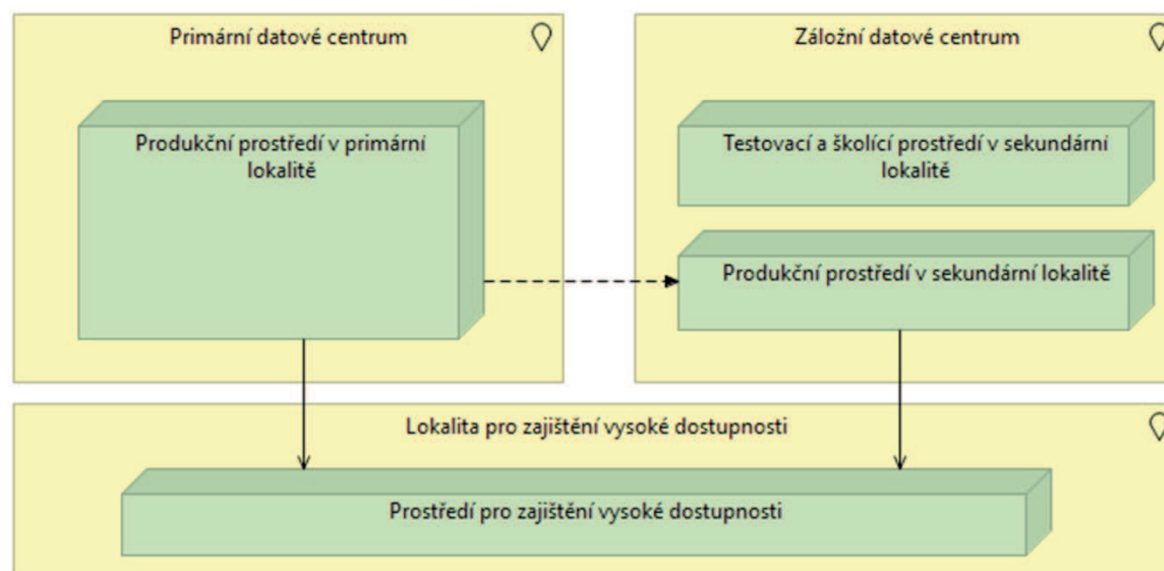 Primární datové centrum
Produkční prostředí v primární
lokalitě
Záložní datové centrum
Testovací a školící prostředí v sekundární
lokalitě
Produkční prostředí v sekundární lokalitě
Lokalita pro zajištění vysoké dostupnosti
Prostředí pro zajištění vysoké dostupnosti